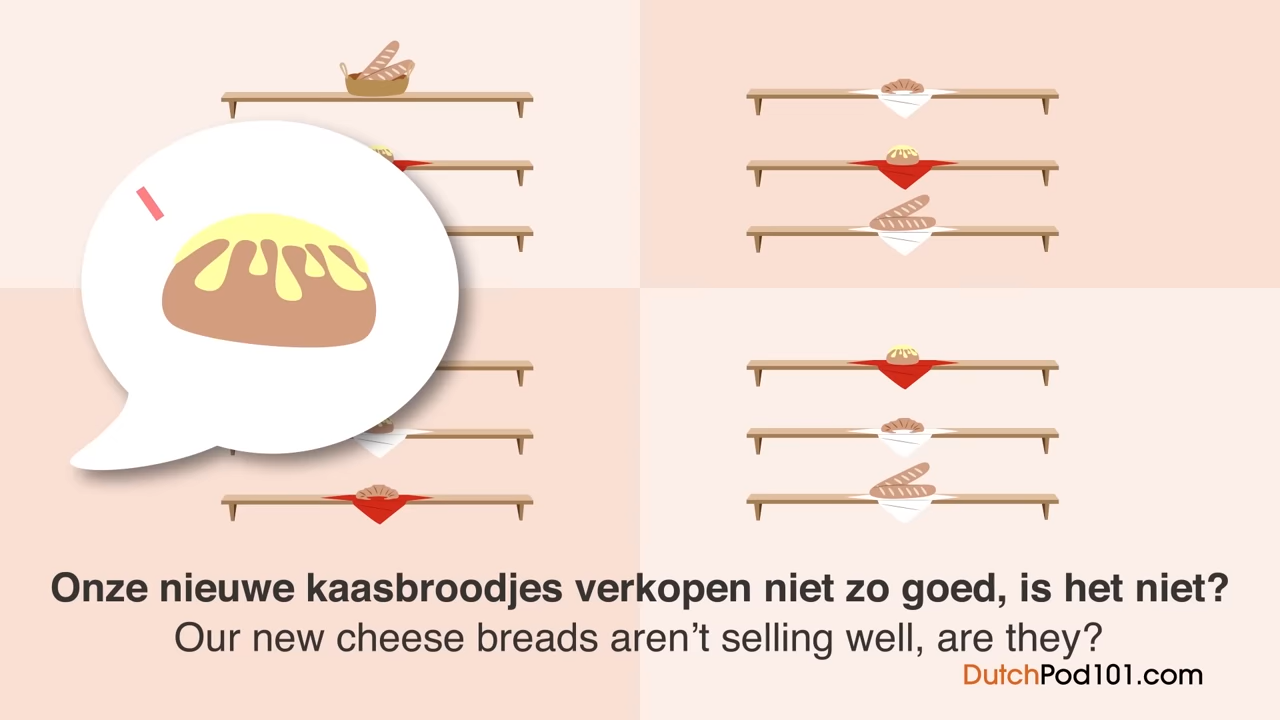 Onze nieuwe kaasbroodjes verkopen niet zo goed, is het niet?
Our new cheese breads aren’t selling well, are they?
DutchPod101.com